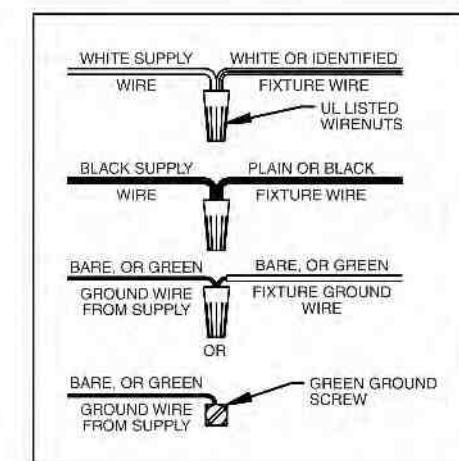 WHITE SUPPLY WIRE
WHITE OR IDENTIFIED FIXTURE WIRE
UL LISTED
WIRENUTS
BLACK SUPPLY WIRE
PLAIN OR BLACK FIXTURE WIRE
BARE, OR GREEN
GROUND WIRE
FROM SUPPLY
BARE, OR GREEN
FIXTURE GROUND
WIRE
OR
BARE, OR GREEN
GROUND WIRE
FROM SUPPLY
GREEN GROUND
SCREW